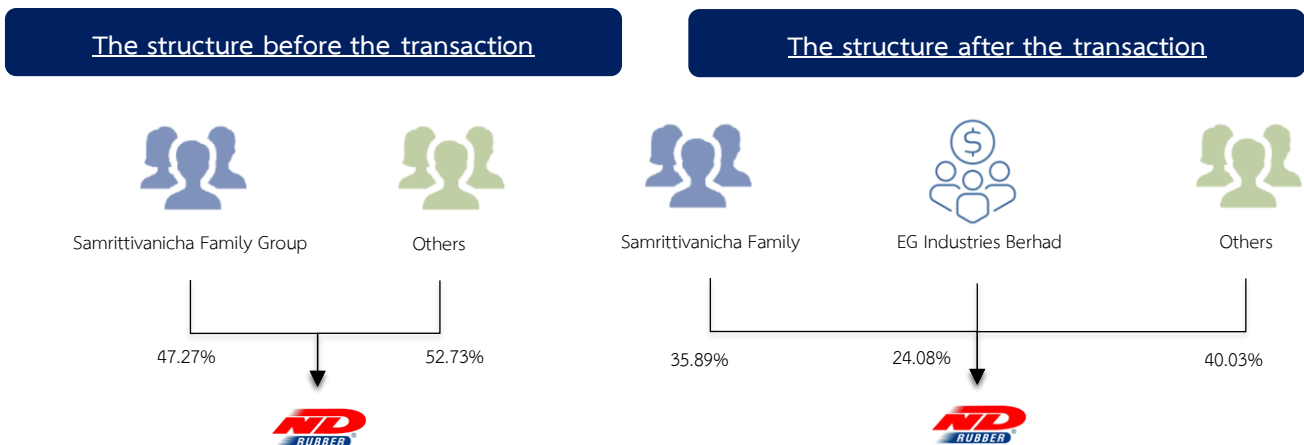 The structure before the transaction
The structure after the transaction
$
Samrittivanicha Family Group
Others
Samrittivanicha Family
EG Industries Berhad
Others
47.27%
52.73%
35.89%
24.08%
40.03%
ND
RUBBER®
ND
RUBBER®